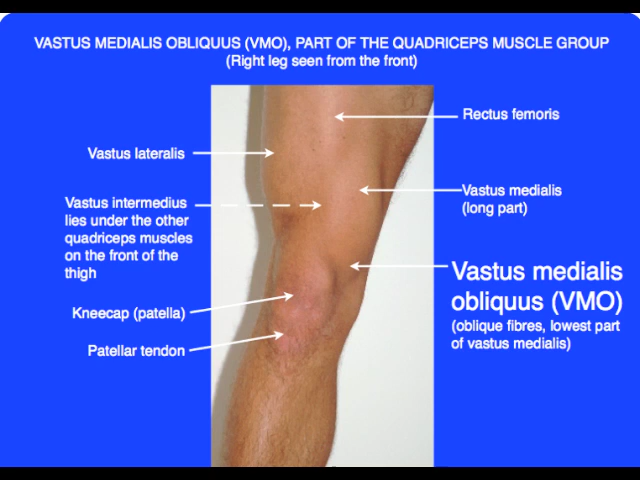 VASTUS MEDIALIS OBLIQUUS (VMO), PART OF THE QUADRICEPS MUSCLE GROUP
(Right leg seen from the front)
Rectus femoris
Vastus lateralis
Vastus medialis
(long part)
Vastus intermedius
lies under the other
quadriceps muscles
on the front of the
thigh
Vastus medialis
obliquus (VMO)
(oblique fibres, lowest part
of vastus medialis)
Kneecap (patella)
Patellar tendon